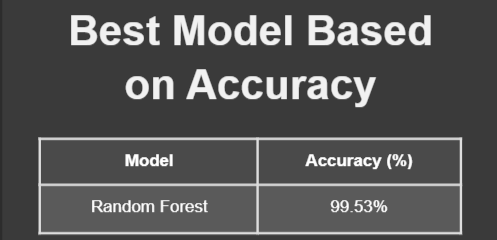 Best Model Based
on Accuracy
Model Accuracy (%)
Random Forest 99.53%